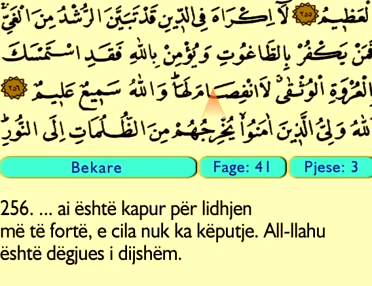 ٱلْعَظِيمُ ٢٥٥ لَآ إِكْرَاهَ فِى ٱلدِّينِ قَد تَّبَيَّنَ ٱلرُّشْدُ مِنَ ٱلْغَىِّ
فَمَن يَكْفُرْ بِٱلطَّٰغُوتِ وَيُؤْمِنۢ بِٱللَّهِ فَقَدِ ٱسْتَمْسَكَ
بِٱلْعُرْوَةِ ٱلْوُثْقَىٰ لَا ٱنفِصَامَ لَهَا وَٱللَّهُ سَمِيعٌ عَلِيمٌ ٢٥٦
ٱللَّهُ وَلِىُّ ٱلَّذِينَ ءَامَنُوا۟ يُخْرِجُهُم مِّنَ ٱلظُّلُمَٰتِ إِلَى ٱلنُّورِ
Bekare Fage: 41 Pjese: 3
256. ... ai është kapur për lidhjen
më të fortë, e cila nuk ka këputje. All-llahu
është dëgjues i dijshëm.